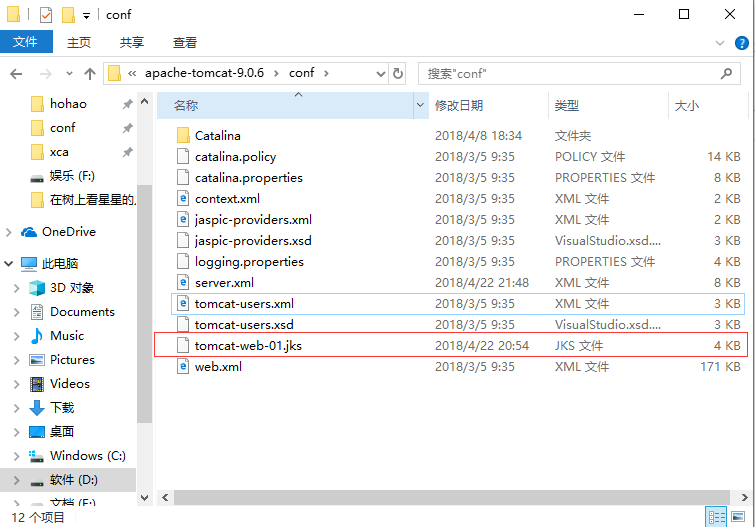 conf
文件 主页 共享 查看
« apache-tomcat-9.0.6 › conf › 搜索"conf"
名称 修改日期 类型 大小
hohao
conf
xca
娱乐 (F:)
在树上看星星的
OneDrive
此电脑
3D 对象
Documents
Music
Pictures
Videos
下载
桌面
Windows (C:)
软件 (D:)
文档 (E:)
Catalina 2018/4/8 18:34 文件夹
catalina.policy 2018/3/5 9:35 POLICY 文件 14 KB
catalina.properties 2018/3/5 9:35 PROPERTIES 文件 8 KB
context.xml 2018/3/5 9:35 XML 文件 2 KB
jaspic-providers.xml 2018/3/5 9:35 XML 文件 2 KB
jaspic-providers.xsd 2018/3/5 9:35 VisualStudio.xsd.... 3 KB
logging.properties 2018/3/5 9:35 PROPERTIES 文件 4 KB
server.xml 2018/4/22 21:48 XML 文件 8 KB
tomcat-users.xml 2018/3/5 9:35 XML 文件 3 KB
tomcat-users.xsd 2018/3/5 9:35 VisualStudio.xsd.... 3 KB
tomcat-web-01.jks 2018/4/22 20:54 JKS 文件 4 KB
web.xml 2018/3/5 9:35 XML 文件 171 KB
12 个项目